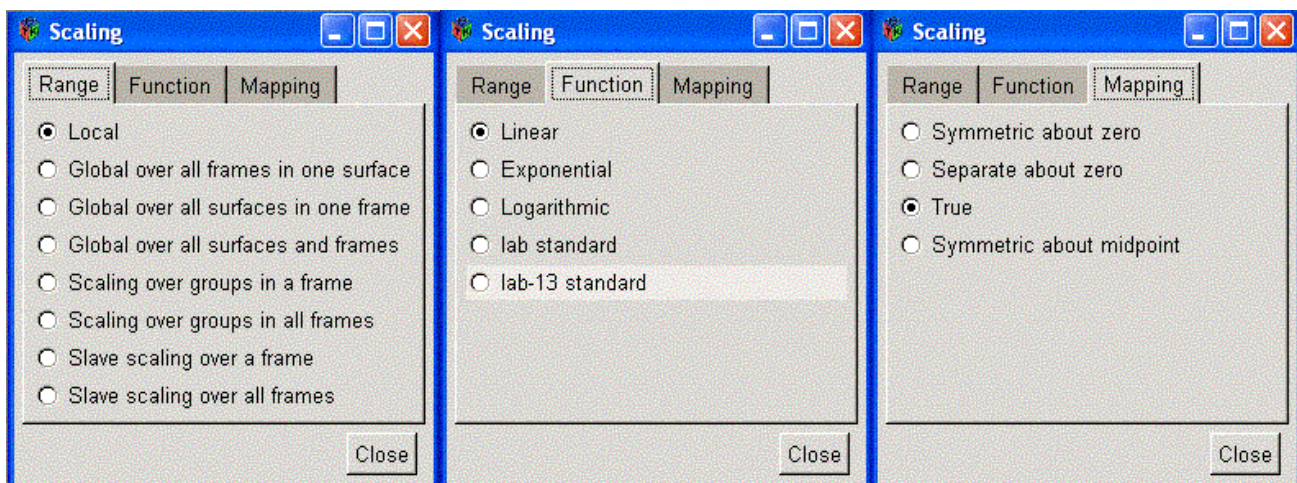 Scaling
Range Function Mapping
Local
Global over all frames in one surface
Global over all surfaces in one frame
Global over all surfaces and frames
Scaling over groups in a frame
Scaling over groups in all frames
Slave scaling over a frame
Slave scaling over all frames
Close
Scaling
Range Function Mapping
Linear
Exponential
Logarithmic
lab standard
lab-13 standard
Close
Scaling
Range Function Mapping
Symmetric about zero
Separate about zero
True
Symmetric about midpoint
Close